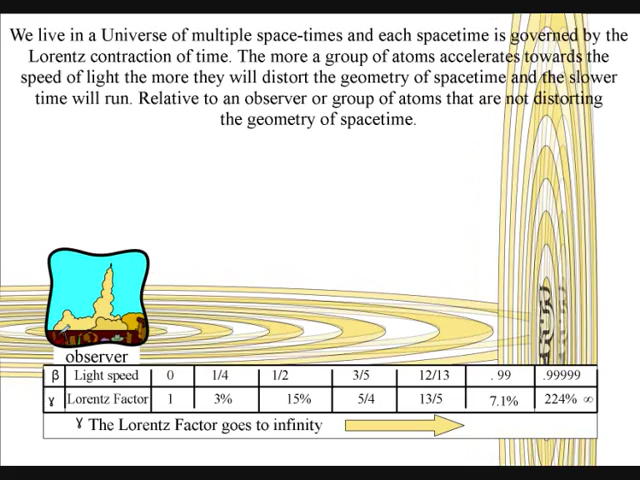 We live in a Universe of multiple space-times and each spacetime is governed by the
Lorentz contraction of time. The more a group of atoms accelerates towards the
speed of light the more they will distort the geometry of spacetime and the slower
time will run. Relative to an observer or group of atoms that are not distorting
the geometry of spacetime.
observer
β Light speed 0 1/4 1/2 3/5 12/13 . 99 .99999
γ Lorentz Factor 1 3% 15% 5/4 13/5 7.1% 224% ∞
γ The Lorentz Factor goes to infinity